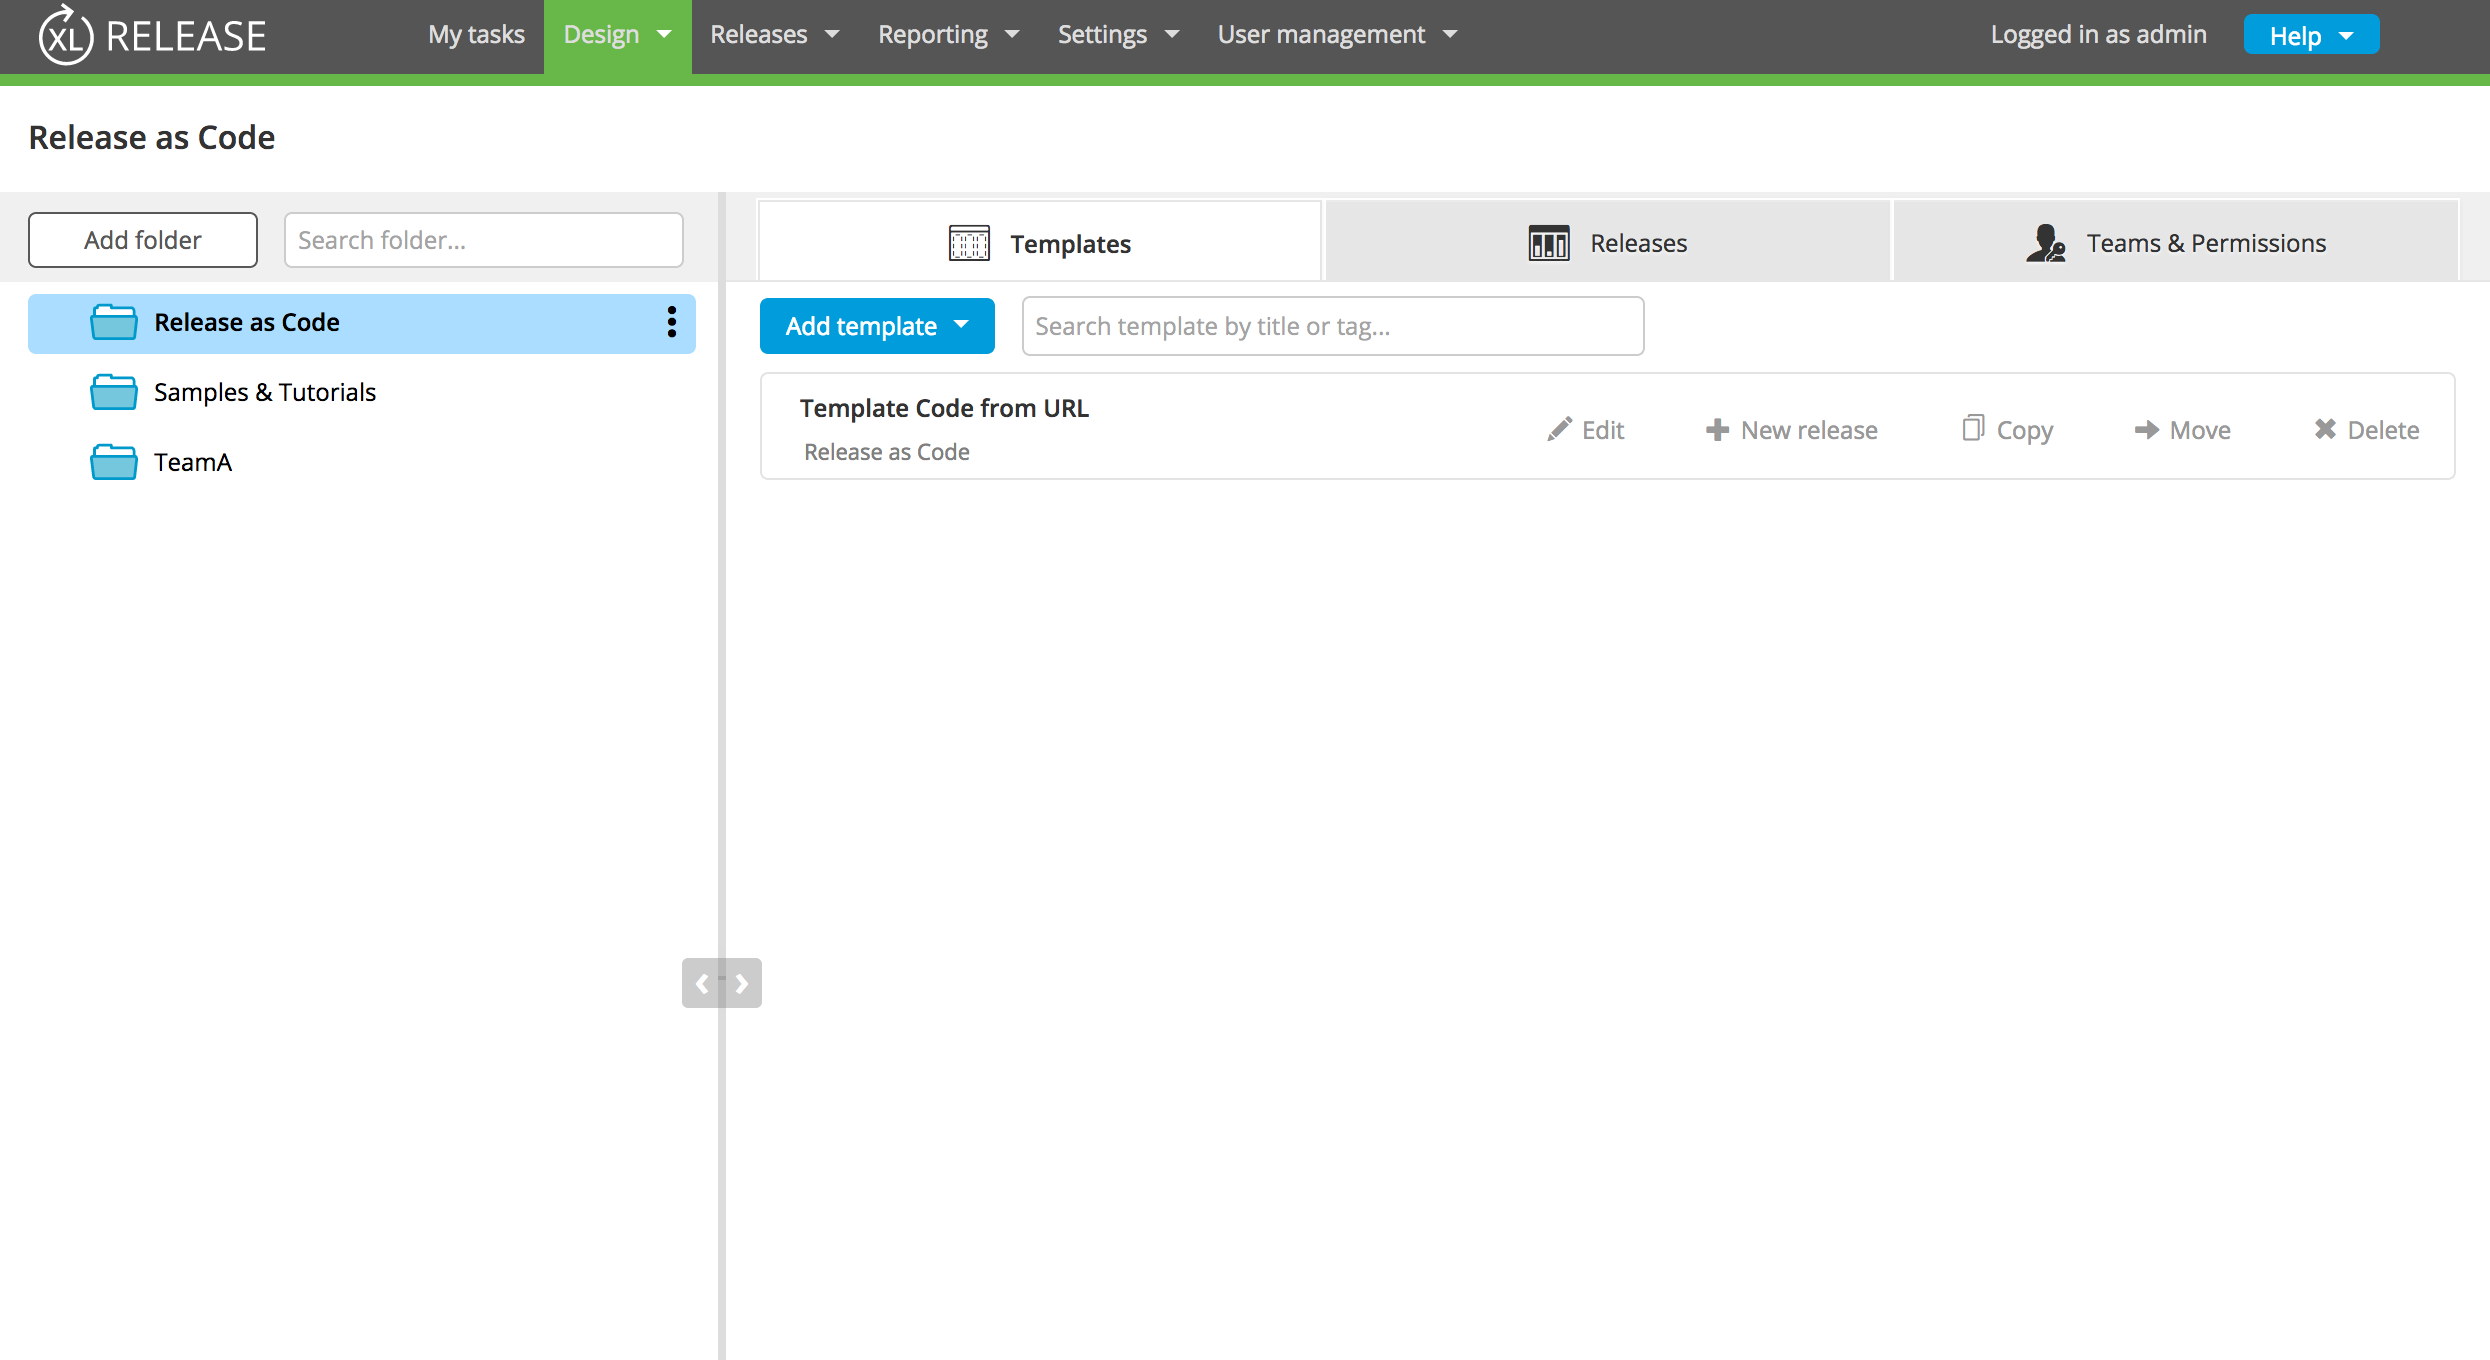 XL RELEASE My tasks Design Releases Reporting Settings User management Logged in as admin Help
Release as Code
Add folder Search folder...
Templates Releases Teams & Permissions
Release as Code
Samples & Tutorials
TeamA
Add template Search template by title or tag...
Template Code from URL
Release as Code
Edit New release Copy Move Delete